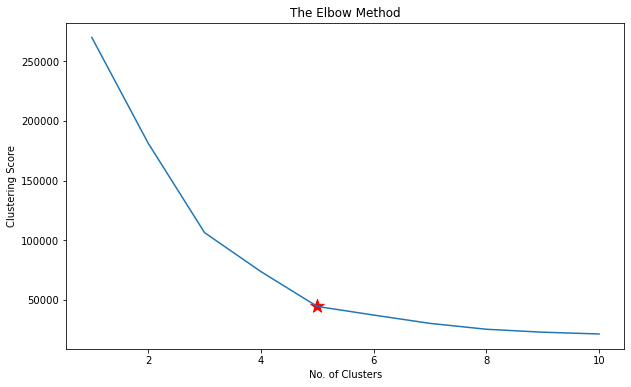 The Elbow Method
Clustering Score
250000
200000
150000
100000
50000
2 4 6 8 10
No. of Clusters